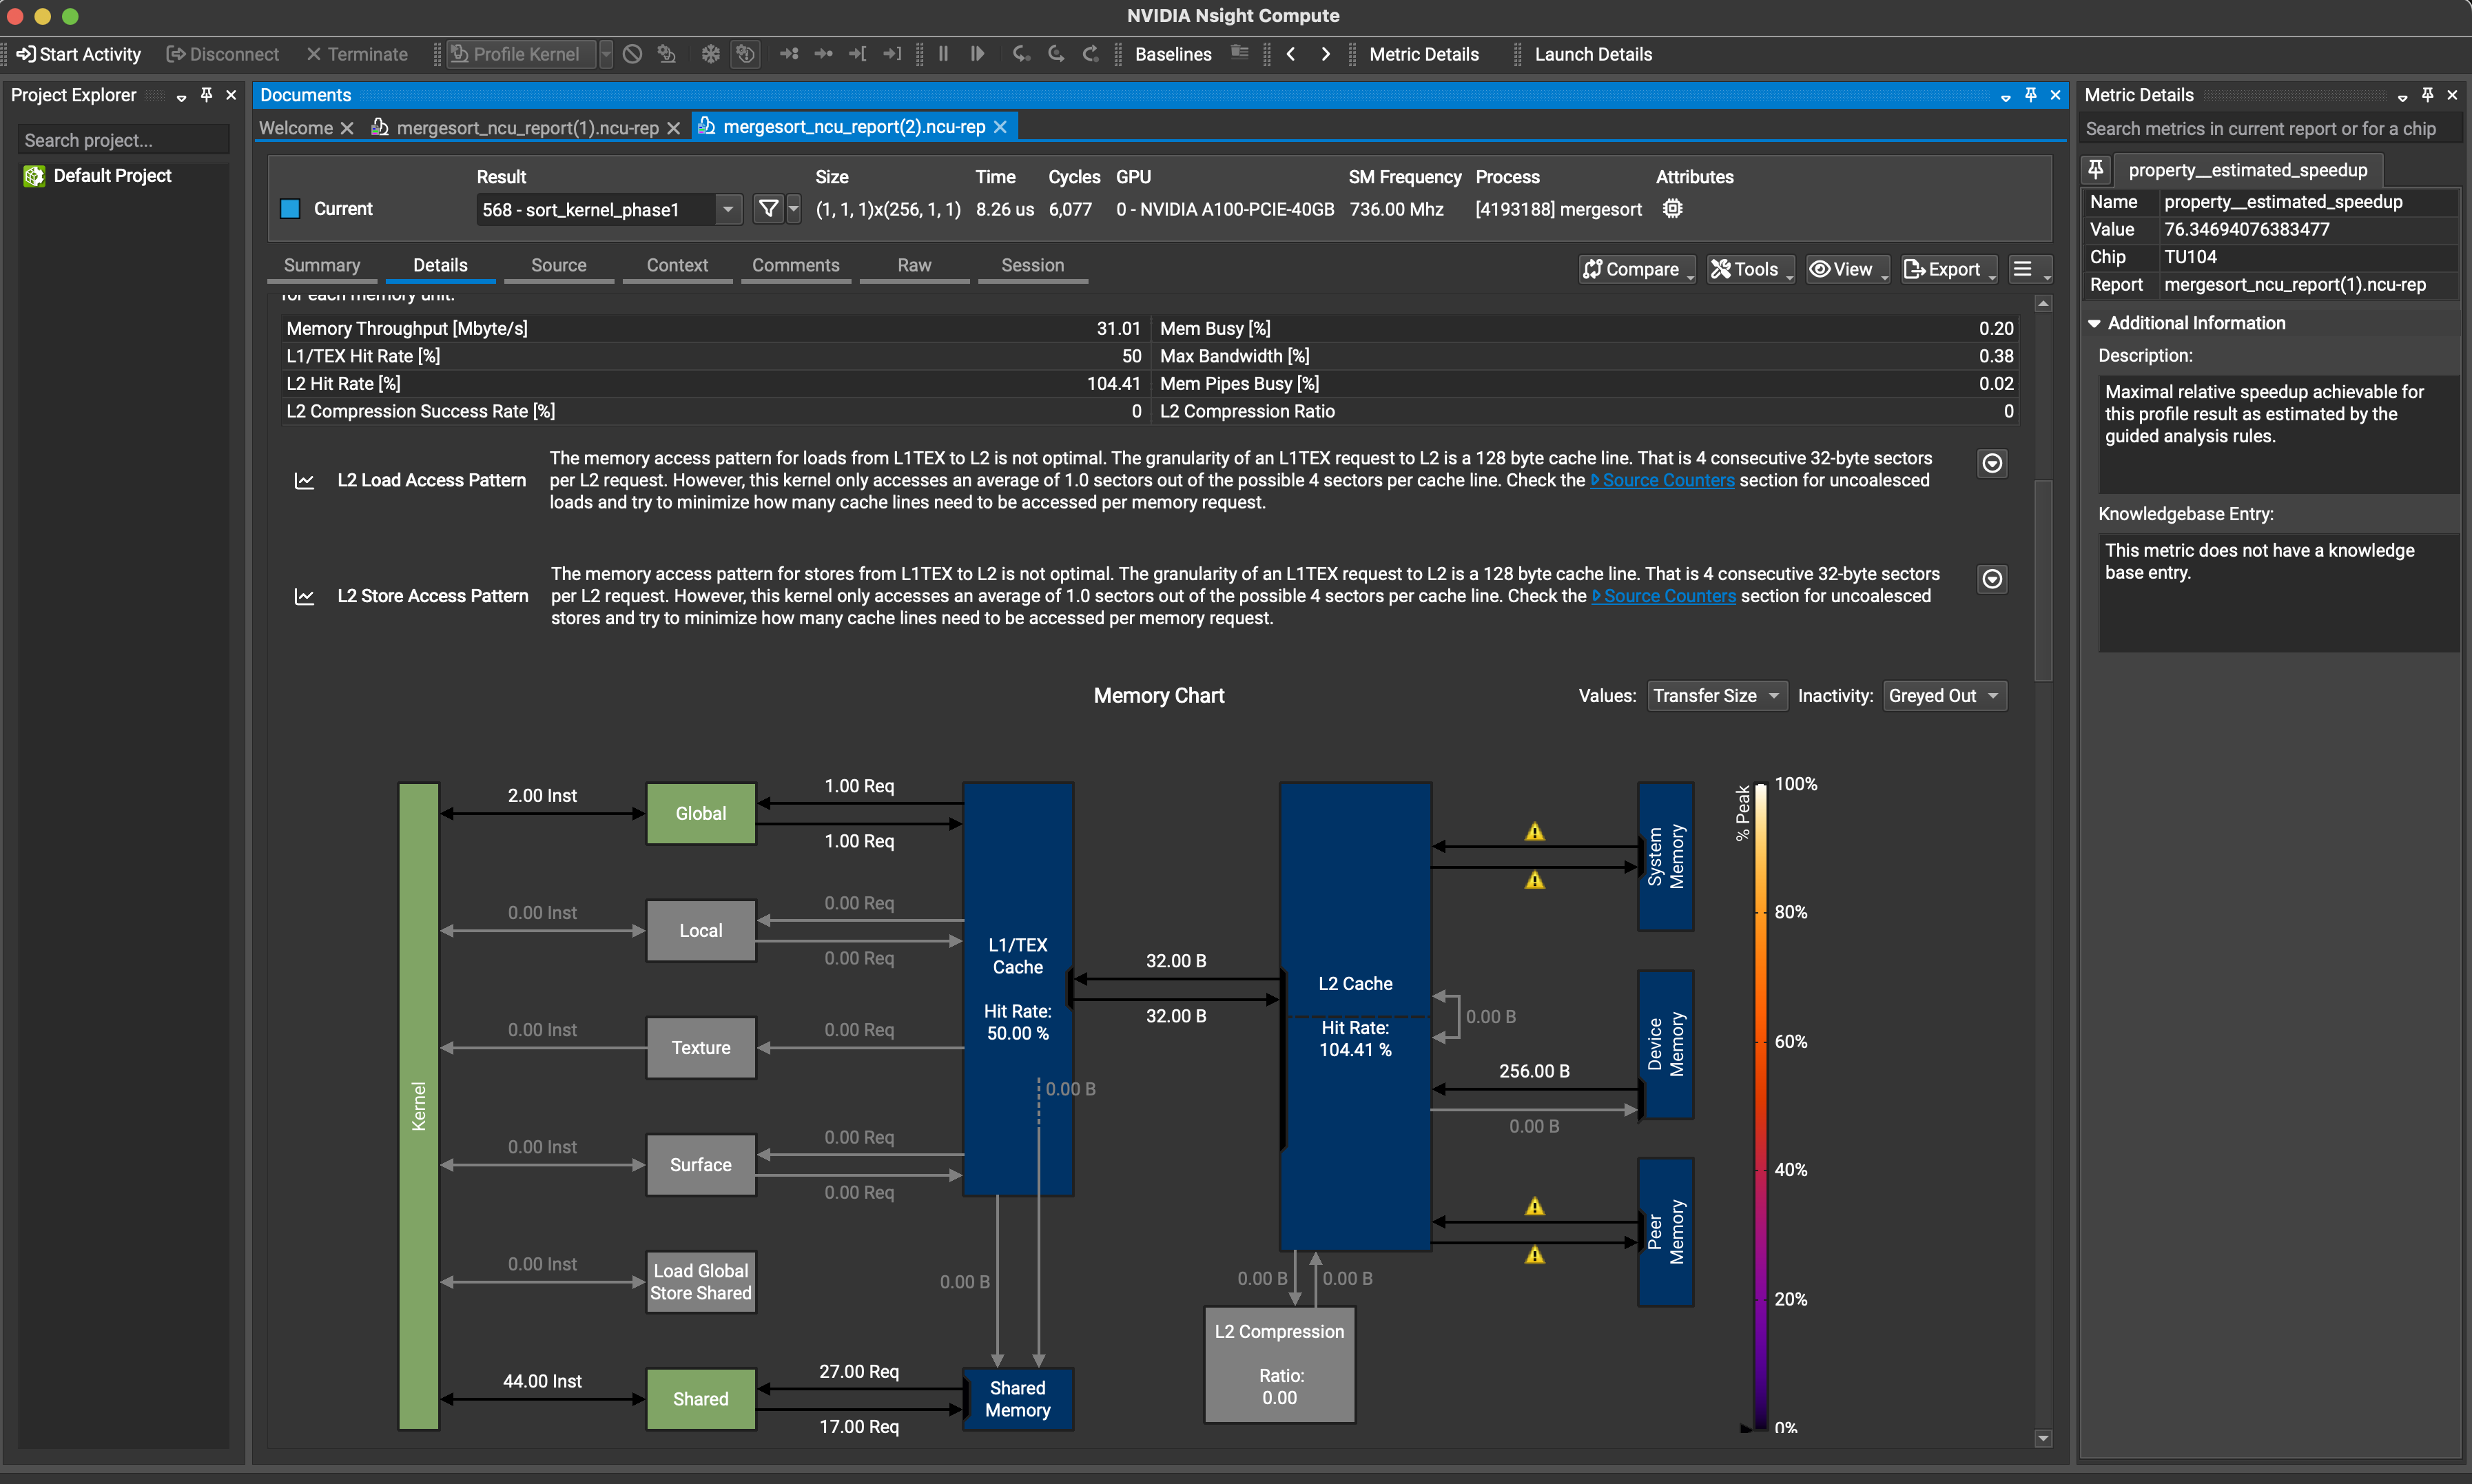 NVIDIA Nsight Compute
Start Activity Disconnect Terminate Profile Kernel Baselines Metric Details Launch Details
Project Explorer
Search project...
Default Project
Documents
Welcome mergesort_ncu_report(1).ncu-rep mergesort_ncu_report(2).ncu-rep
Result Size Time Cycles GPU SM Frequency Process Attributes
Current 568 - sort_kernel_phase1 (1, 1, 1)x(256, 1, 1) 8.26 us 6,077 0 - NVIDIA A100-PCIE-40GB 736.00 Mhz [4193188] mergesort
Summary Details Source Context Comments Raw Session
Compare Tools View Export
for each memory unit.
Memory Throughput [Mbyte/s] 31.01 Mem Busy [%] 0.20
L1/TEX Hit Rate [%] 50 Max Bandwidth [%] 0.38
L2 Hit Rate [%] 104.41 Mem Pipes Busy [%] 0.02
L2 Compression Success Rate [%] 0 L2 Compression Ratio 0
L2 Load Access Pattern
The memory access pattern for loads from L1TEX to L2 is not optimal. The granularity of an L1TEX request to L2 is a 128 byte cache line. That is 4 consecutive 32-byte sectors
per L2 request. However, this kernel only accesses an average of 1.0 sectors out of the possible 4 sectors per cache line. Check the Source Counters section for uncoalesced
loads and try to minimize how many cache lines need to be accessed per memory request.
L2 Store Access Pattern
The memory access pattern for stores from L1TEX to L2 is not optimal. The granularity of an L1TEX request to L2 is a 128 byte cache line. That is 4 consecutive 32-byte sectors
per L2 request. However, this kernel only accesses an average of 1.0 sectors out of the possible 4 sectors per cache line. Check the Source Counters section for uncoalesced
stores and try to minimize how many cache lines need to be accessed per memory request.
Memory Chart
Values: Transfer Size Inactivity: Greyed Out
Kernel
2.00 Inst
Global
1.00 Req
1.00 Req
0.00 Inst
Local
0.00 Req
0.00 Req
0.00 Inst
Texture
0.00 Req
0.00 Inst
Surface
0.00 Req
0.00 Req
0.00 Inst
Load Global
Store Shared
44.00 Inst
Shared
27.00 Req
17.00 Req
L1/TEX
Cache
Hit Rate:
50.00 %
0.00 B
0.00 B
Shared
Memory
32.00 B
32.00 B
L2 Cache
Hit Rate:
104.41 %
0.00 B
0.00 B
0.00 B
L2 Compression
Ratio:
0.00
256.00 B
0.00 B
System
Memory
Device
Memory
Peer
Memory
% Peak
100%
80%
60%
40%
20%
0%
Metric Details
Search metrics in current report or for a chip
property__estimated_speedup
Name property__estimated_speedup
Value 76.34694076383477
Chip TU104
Report mergesort_ncu_report(1).ncu-rep
Additional Information
Description:
Maximal relative speedup achievable for
this profile result as estimated by the
guided analysis rules.
Knowledgebase Entry:
This metric does not have a knowledge
base entry.